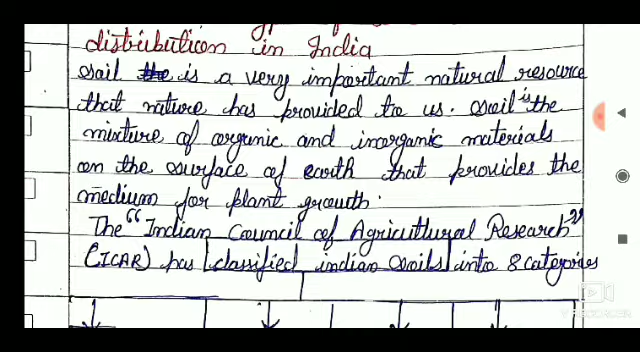 distribution in India
soil is a very important natural resource
that nature has provided to us. soil is the
mixture of organic and inorganic materials
on the surface of earth that provides the
medium for plant growth.
The "Indian Council of Agricultural Research"
(ICAR) has classified indian soils into 8 categories
RECORDER